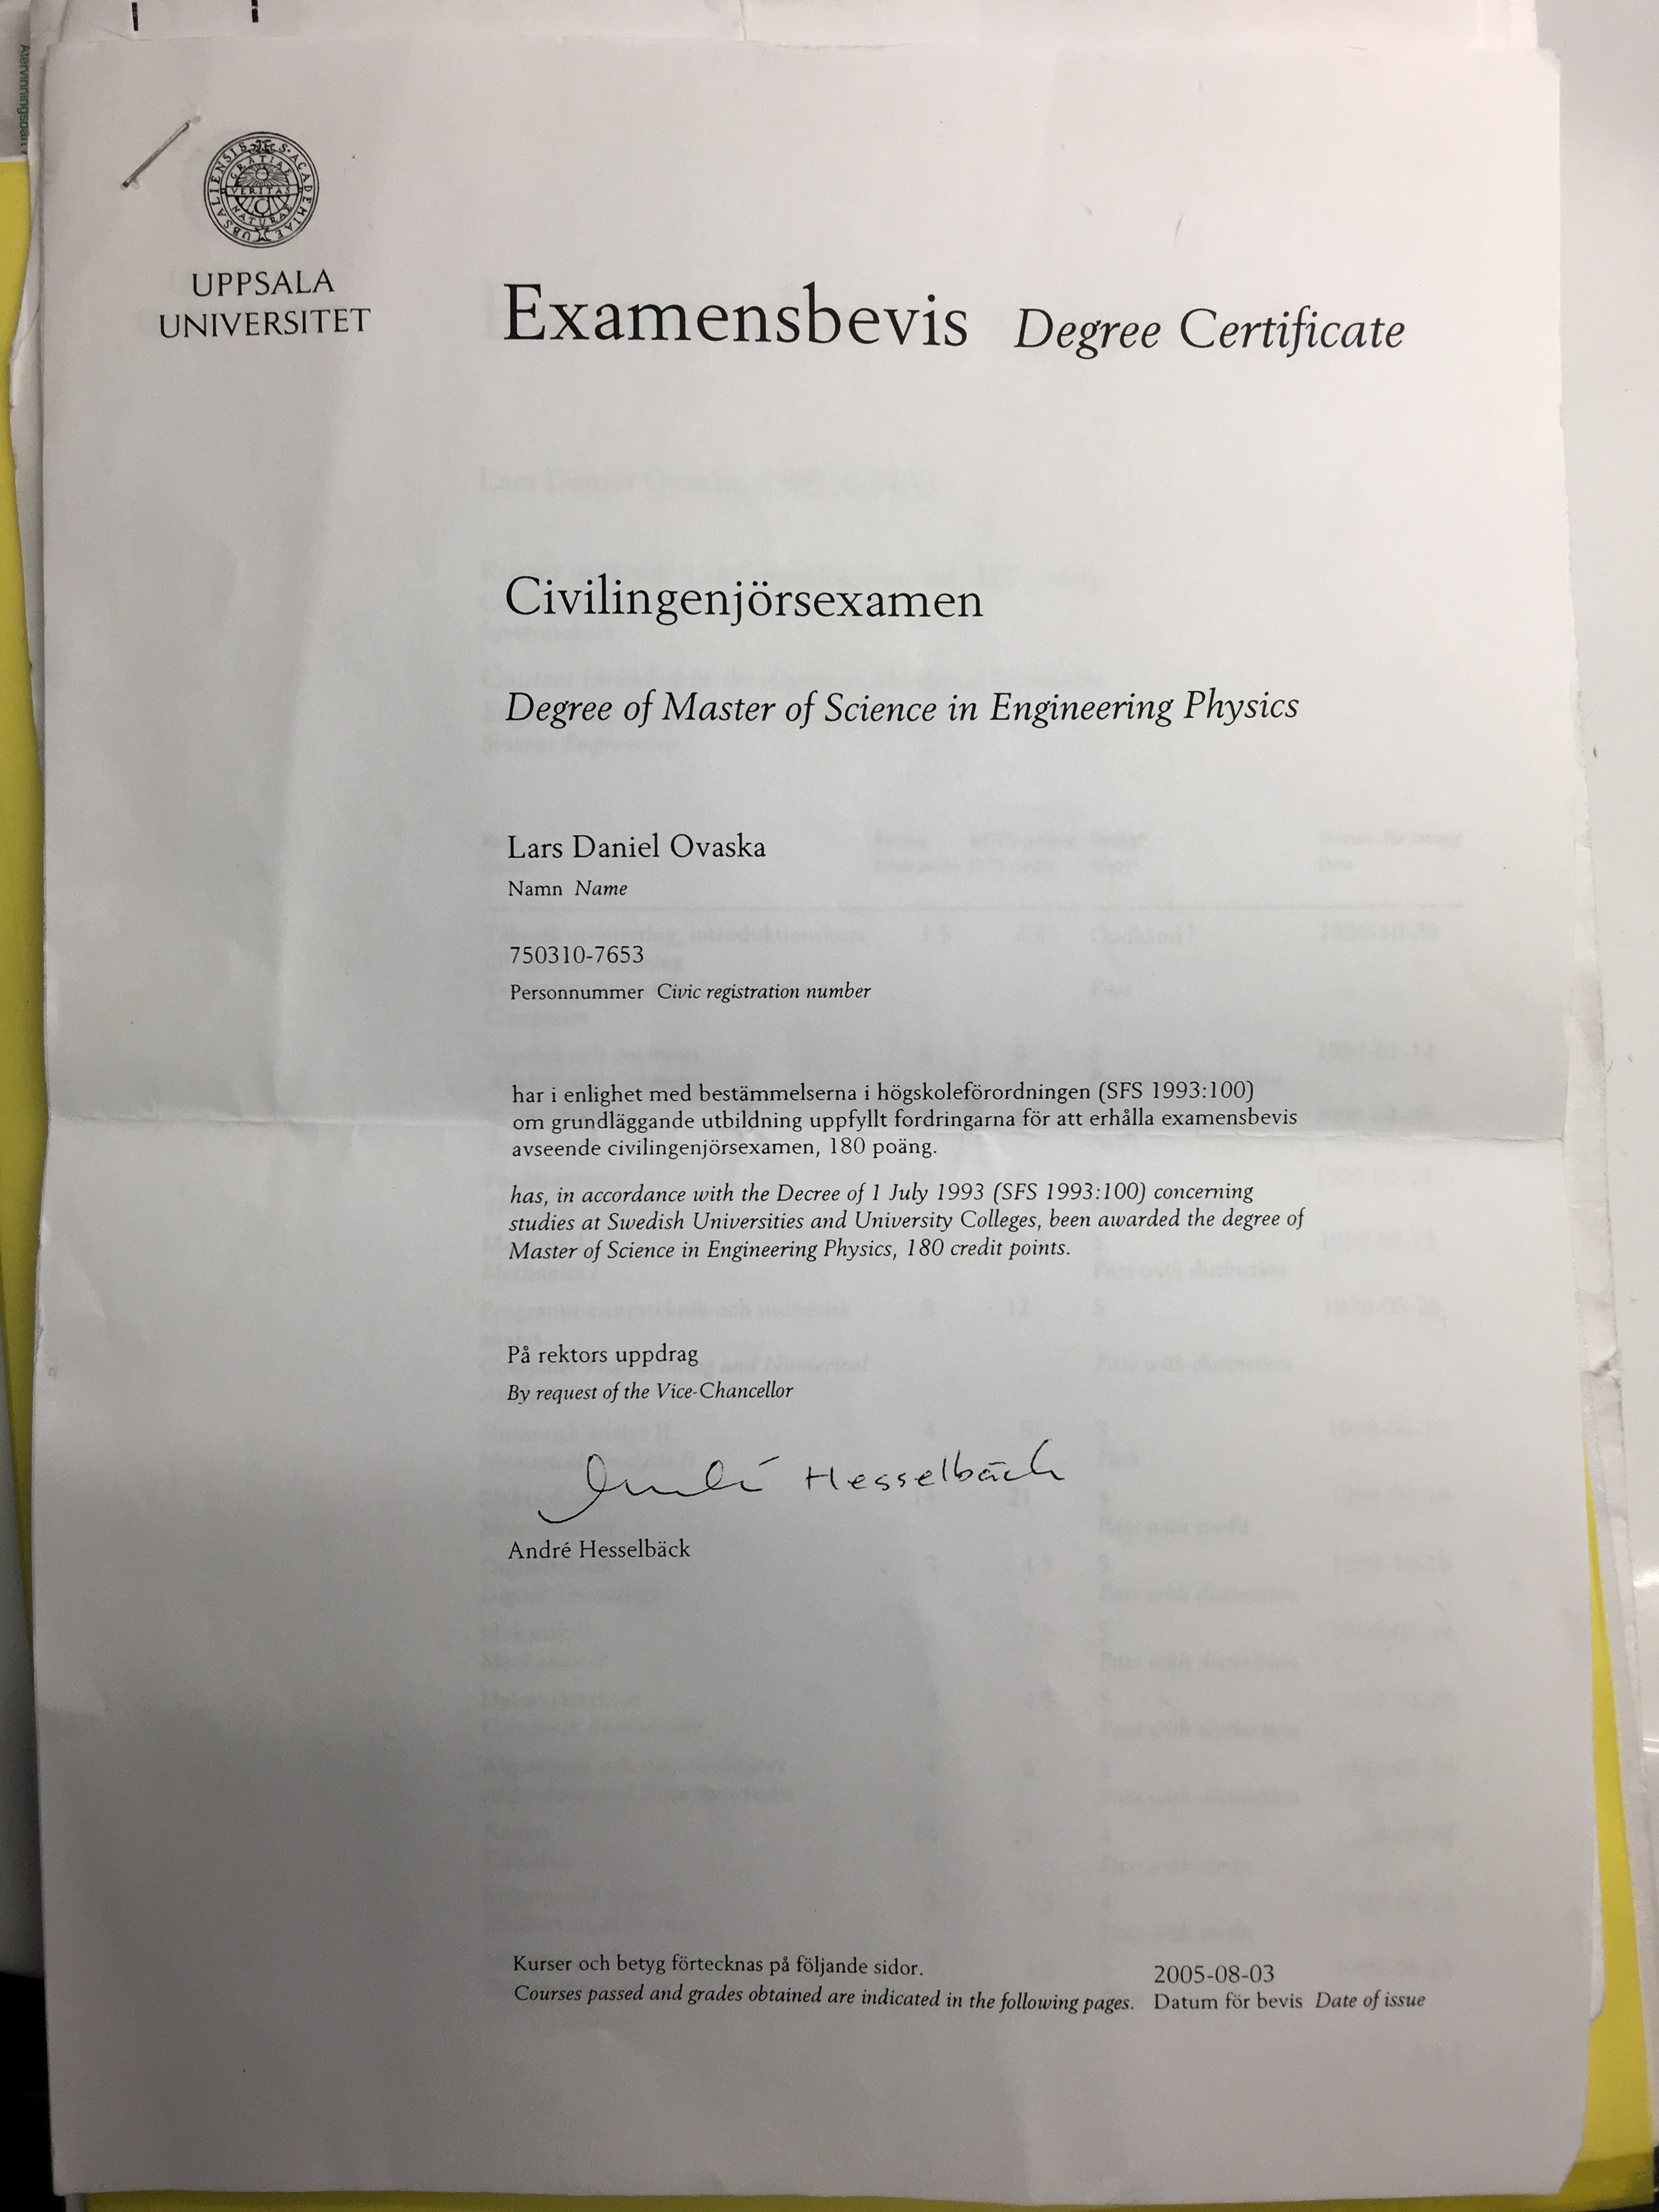 Återvinningspart
UBSALIENSIS S. ACADEMIAE
GRATIAE
VERITAS
NATURAE
UPPSALA
UNIVERSITET
Examensbevis Degree Certificate
Civilingenjörsexamen
Degree of Master of Science in Engineering Physics
Lars Daniel Ovaska
Namn Name
750310-7653
Personnummer Civic registration number
har i enlighet med bestämmelserna i högskoleförordningen (SFS 1993:100)
om grundläggande utbildning uppfyllt fordringarna för att erhålla examensbevis
avseende civilingenjörsexamen, 180 poäng.
has, in accordance with the Decree of 1 July 1993 (SFS 1993:100) concerning
studies at Swedish Universities and University Colleges, been awarded the degree of
Master of Science in Engineering Physics, 180 credit points.
På rektors uppdrag
By request of the Vice-Chancellor
André Hesselbäck
André Hesselbäck
Kurser och betyg förtecknas på följande sidor.
Courses passed and grades obtained are indicated in the following pages.
2005-08-03
Datum för bevis Date of issue